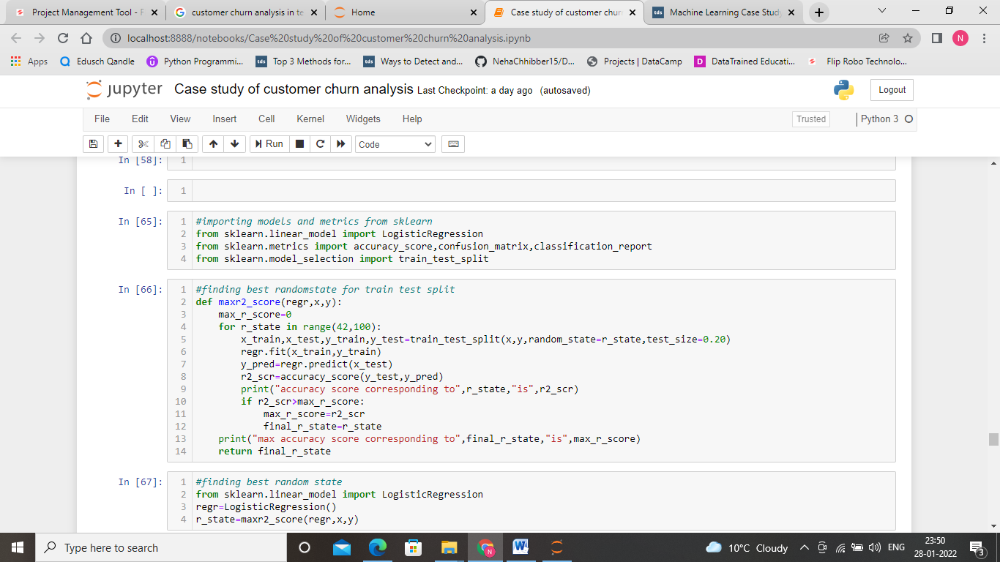 Project Management Tool - F
customer churn analysis in te
Home
Case study of customer churn
Machine Learning Case Study
localhost:8888/notebooks/Case%20study%20of%20customer%20churn%20analysis.ipynb
N
Apps
Edusch Qandle
Python Programmi...
tds Top 3 Methods for...
tds Ways to Detect and...
NehaChhibber15/D...
Projects | DataCamp
D DataTrained Educati...
Flip Robo Technolo...
jupyter Case study of customer churn analysis Last Checkpoint: a day ago (autosaved)
Logout
File Edit View Insert Cell Kernel Widgets Help
Trusted
Python 3
Run
Code
In [58]: 1
In [ ]: 1
In [65]: 1 #importing models and metrics from sklearn
2 from sklearn.linear_model import LogisticRegression
3 from sklearn.metrics import accuracy_score,confusion_matrix,classification_report
4 from sklearn.model_selection import train_test_split
In [66]: 1 #finding best randomstate for train test split
2 def maxr2_score(regr,x,y):
3 max_r_score=0
4 for r_state in range(42,100):
5 x_train,x_test,y_train,y_test=train_test_split(x,y,random_state=r_state,test_size=0.20)
6 regr.fit(x_train,y_train)
7 y_pred=regr.predict(x_test)
8 r2_scr=accuracy_score(y_test,y_pred)
9 print("accuracy score corresponding to",r_state,"is",r2_scr)
10 if r2_scr>max_r_score:
11 max_r_score=r2_scr
12 final_r_state=r_state
13 print("max accuracy score corresponding to",final_r_state,"is",max_r_score)
14 return final_r_state
In [67]: 1 #finding best random state
2 from sklearn.linear_model import LogisticRegression
3 regr=LogisticRegression()
4 r_state=maxr2_score(regr,x,y)
Type here to search
10°C Cloudy
ENG
23:50
28-01-2022
3